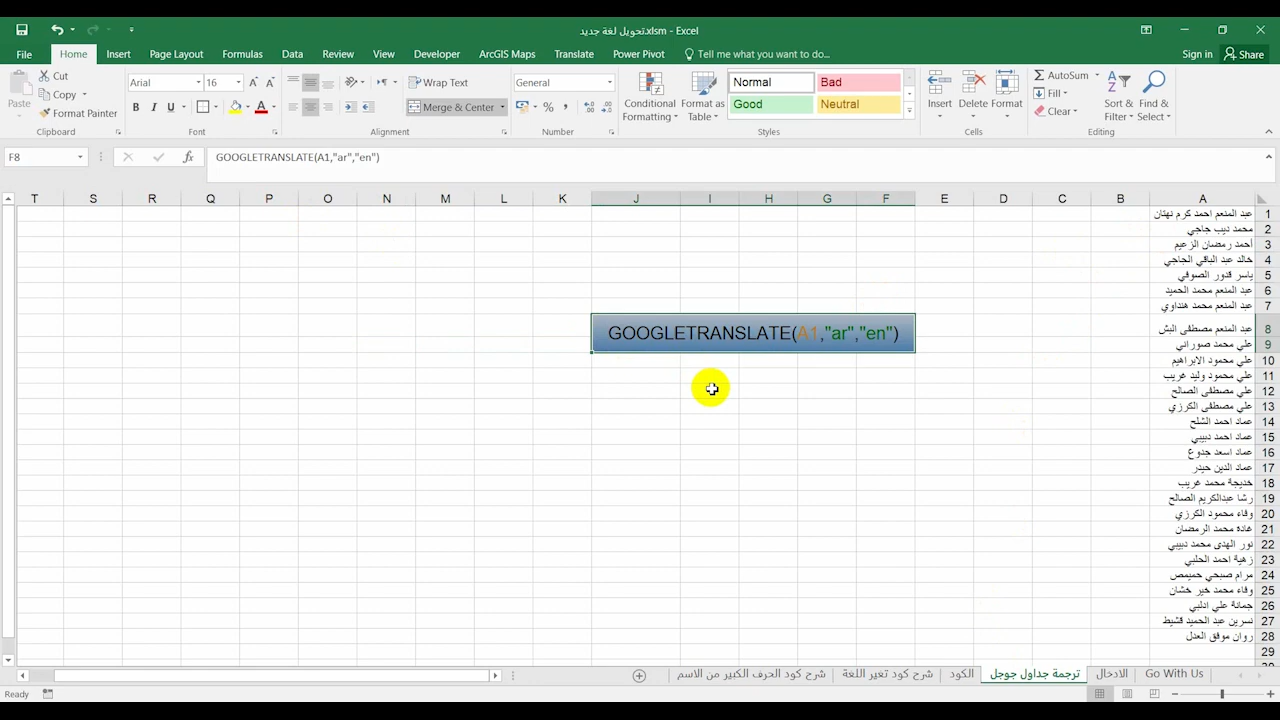 تحويل لغة جديد.xlsm - Excel
File Home Insert Page Layout Formulas Data Review View Developer ArcGIS Maps Translate Power Pivot Tell me what you want to do... Sign in Share
Paste
Cut
Copy
Format Painter
Clipboard
Arial 16
B I U
Font
Wrap Text
Merge & Center
Alignment
General
Number
Conditional Formatting
Format as Table
Normal Bad
Good Neutral
Styles
Insert Delete Format
Cells
AutoSum
Fill
Clear
Sort & Filter
Find & Select
Editing
F8 fx GOOGLETRANSLATE(A1,"ar","en")
T S R Q P O N M L K J I H G F E D C B A
عبد المنعم احمد كرم نهتان 1
محمد ديب جاجي 2
أحمد رمضان الزعيم 3
خالد عبد الباقي الجاجي 4
ياسر قدور الصوفي 5
عبد المنعم محمد الحميد 6
عبد المنعم محمد هنداوي 7
عبد المنعم مصطفى البش 8
GOOGLETRANSLATE(A1,"ar","en")
علي محمد صوراني 9
علي محمود الابراهيم 10
علي محمود وليد غريب 11
علي مصطفى الصالح 12
علي مصطفى الكرزي 13
عماد احمد الشلح 14
عماد احمد دبيبي 15
عماد اسعد جدوع 16
عماد الدين حيدر 17
خديجة محمد غريب 18
رشا عبدالكريم الصالح 19
وفاء محمود الكرزي 20
غادة محمد الرمضان 21
نور الهدى محمد دبيبي 22
زهية احمد الحلبي 23
مرام صبحي حميمص 24
وفاء محمد خير خشان 25
جمانة علي ادلبي 26
نسرين عبد الحميد قشيط 27
روان موفق العدل 28
29
شرح كود الحرف الكبير من الاسم شرح كود تغير اللغة الكود ترجمة جداول جوجل الادخال Go With Us
Ready